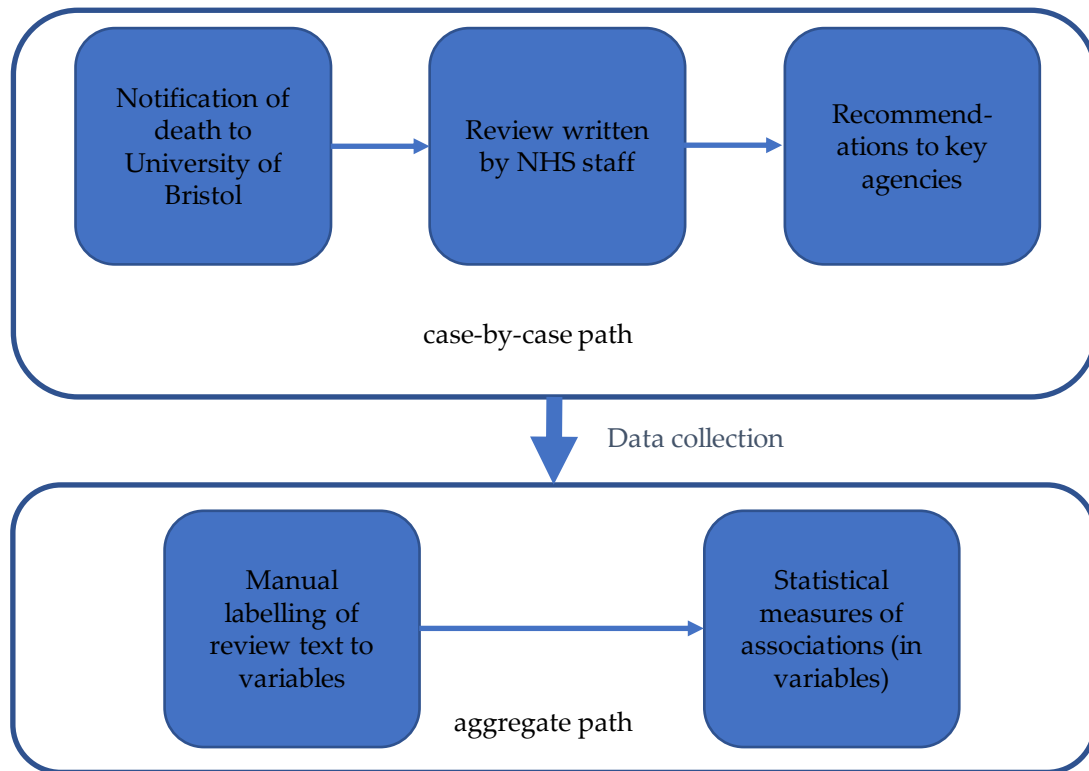 Notification of
death to
University of
Bristol
Review written
by NHS staff
Recommend-
ations to key
agencies
case-by-case path
Data collection
Manual
labelling of
review text to
variables
Statistical
measures of
associations (in
variables)
aggregate path